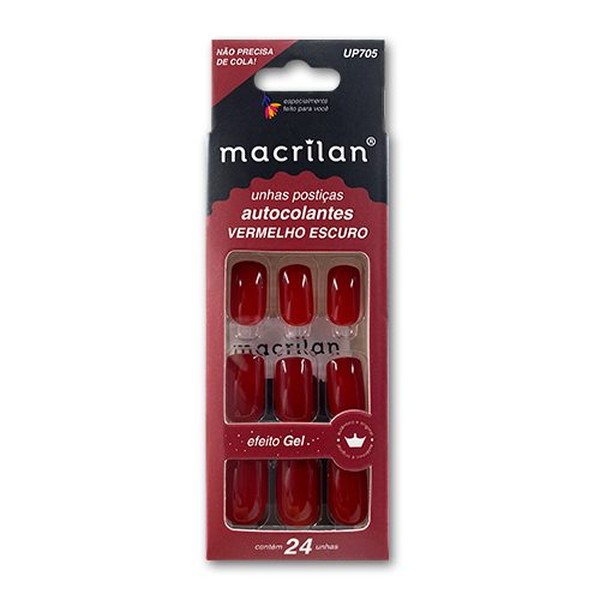 NÃO PRECISA
DE COLA!
UP705
especialmente
feito para você
macrilan®
unhas postiças
autocolantes
VERMELHO ESCURO
macrilan
efeito Gel
contém 24 unhas